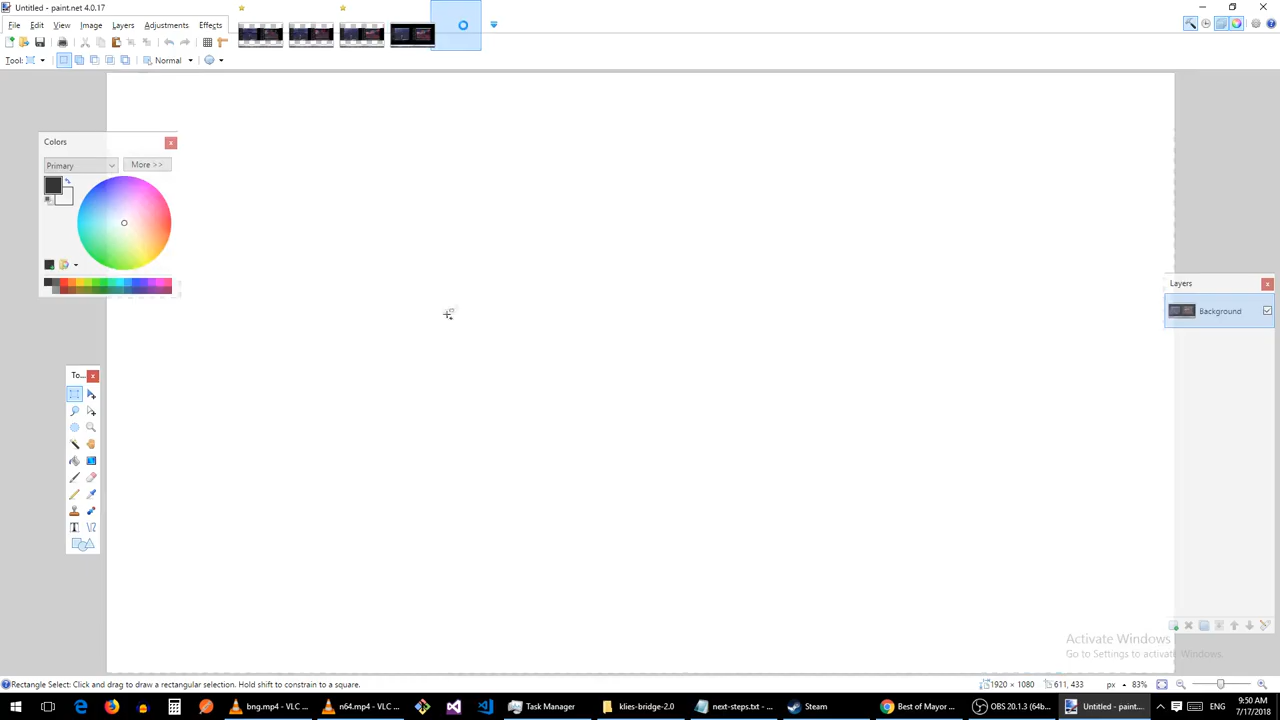 Untitled - paint.net 4.0.17
File Edit View Image Layers Adjustments Effects
Tool: Normal
Colors
Primary More >>
Layers
Background
To...
Activate Windows
Go to Settings to activate Windows.
Rectangle Select: Click and drag to draw a rectangular selection. Hold shift to constrain to a square.
1920 × 1080 611, 433 px 83%
bng.mp4 - VLC ... n64.mp4 - VLC ... Task Manager klies-bridge-2.0 next-steps.txt - ... Steam Best of Mayor ... OBS 20.1.3 (64b... Untitled - paint.... ENG 9:50 AM
7/17/2018